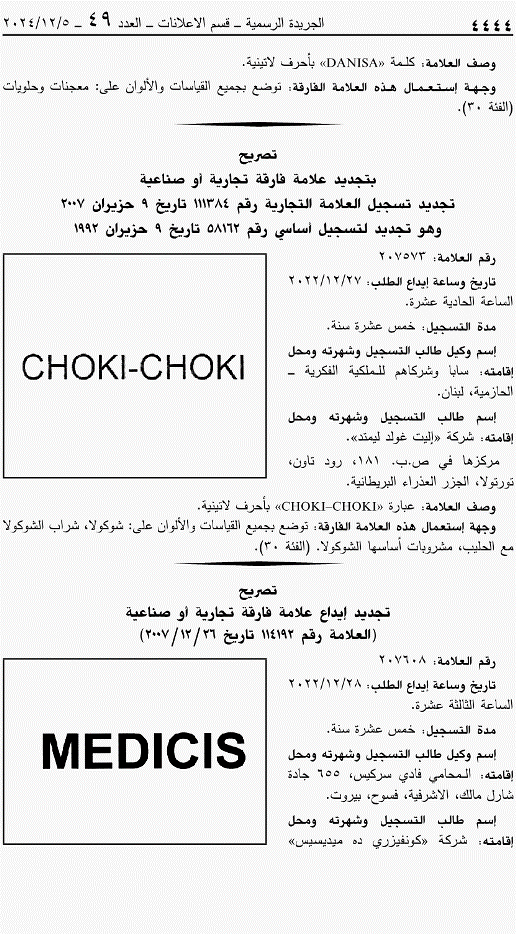 ٤٤٤٤
الجريدة الرسمية ــ قسم الاعلانات ــ العدد ٤٩ ــ ٢٠٢٤/١٢/٥
وصف العلامة: كلمة «DANISA» بأحرف لاتينية.
وجهة إستعمال هذه العلامة الفارقة: توضع بجميع القياسات والألوان على: معجنات وحلويات
(الفئة ٣٠).
تصريح
بتجديد علامة فارقة تجارية أو صناعية
تجديد تسجيل العلامة التجارية رقم ١١١٣٨٤ تاريخ ٩ حزيران ٢٠٠٧
وهو تجديد لتسجيل أساسي رقم ٥٨١٦٢ تاريخ ٩ حزيران ١٩٩٢
رقم العلامة: ٢٠٧٥٧٣
تاريخ وساعة إيداع الطلب: ٢٠٢٢/١٢/٢٧
الساعة الحادية عشرة.
مدة التسجيل: خمس عشرة سنة.
إسم وكيل طالب التسجيل وشهرته ومحل
إقامته: سابا وشركاهم للملكية الفكرية ــ
الحازمية، لبنان.
إسم طالب التسجيل وشهرته ومحل
إقامته: شركة «إليت غولد ليمتد».
مركزها في ص.ب. ١٨١، رود تاون،
تورتولا، الجزر العذراء البريطانية.
CHOKI-CHOKI
وصف العلامة: عبارة «CHOKI–CHOKI» بأحرف لاتينية.
وجهة إستعمال هذه العلامة الفارقة: توضع بجميع القياسات والألوان على: شوكولا، شراب الشوكولا
مع الحليب، مشروبات أساسها الشوكولا. (الفئة ٣٠).
تصريح
تجديد إيداع علامة فارقة تجارية أو صناعية
(العلامة رقم ١١٤١٩٢ تاريخ ٢٠٠٧/١٢/٢٦)
رقم العلامة: ٢٠٧٦٠٨
تاريخ وساعة إيداع الطلب: ٢٠٢٢/١٢/٢٨
الساعة الثالثة عشرة.
مدة التسجيل: خمس عشرة سنة.
إسم وكيل طالب التسجيل وشهرته ومحل
إقامته: المحامي فادي سركيس، ٦٥٥ جادة
شارل مالك، الاشرفية، فسوح، بيروت.
إسم طالب التسجيل وشهرته ومحل
إقامته: شركة «كونفيزري ده ميديسيس»
MEDICIS